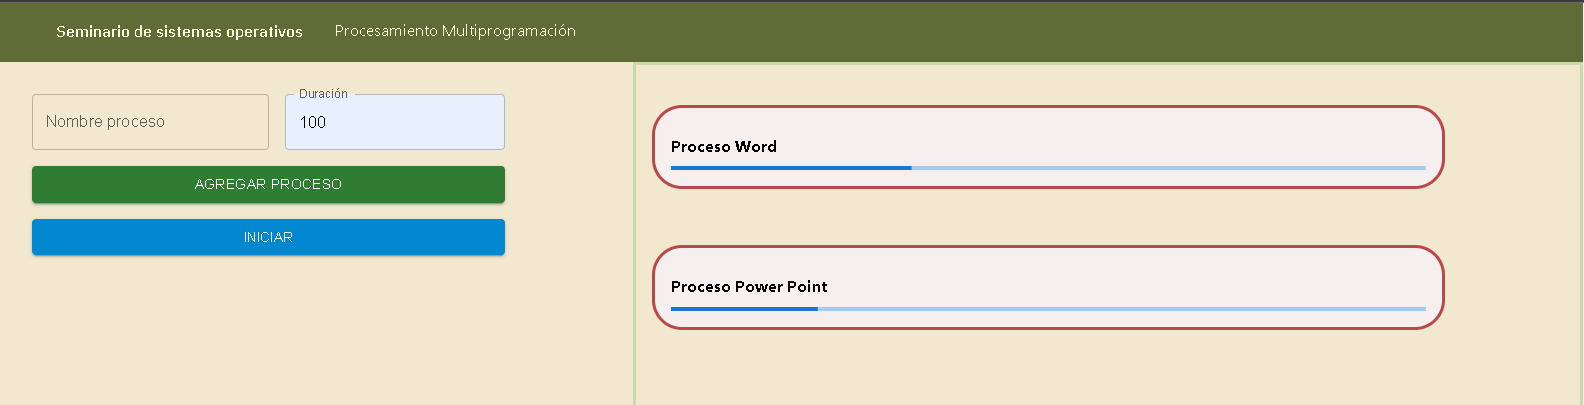 Seminario de sistemas operativos
Procesamiento Multiprogramación
Nombre proceso
Duración
100
AGREGAR PROCESO
INICIAR
Proceso Word
Proceso Power Point